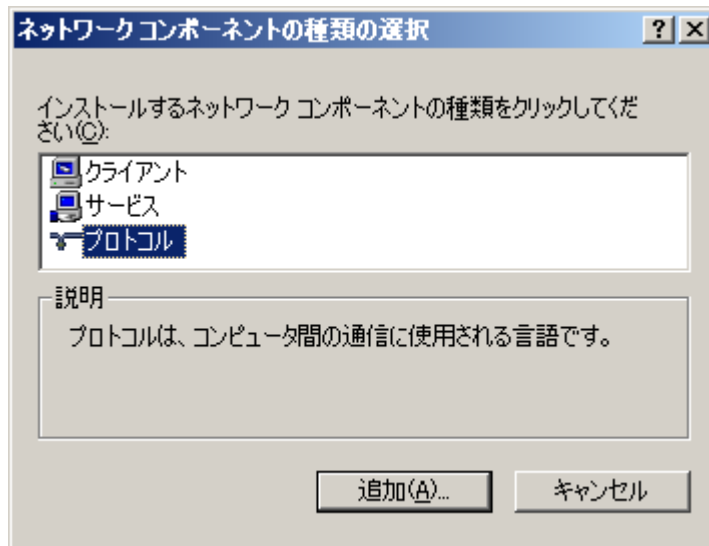 ネットワーク コンポーネントの種類の選択
インストールするネットワーク コンポーネントの種類をクリックしてくだ
さい(C):
クライアント
サービス
プロトコル
説明
プロトコルは、コンピュータ間の通信に使用される言語です。
追加(A)...
キャンセル